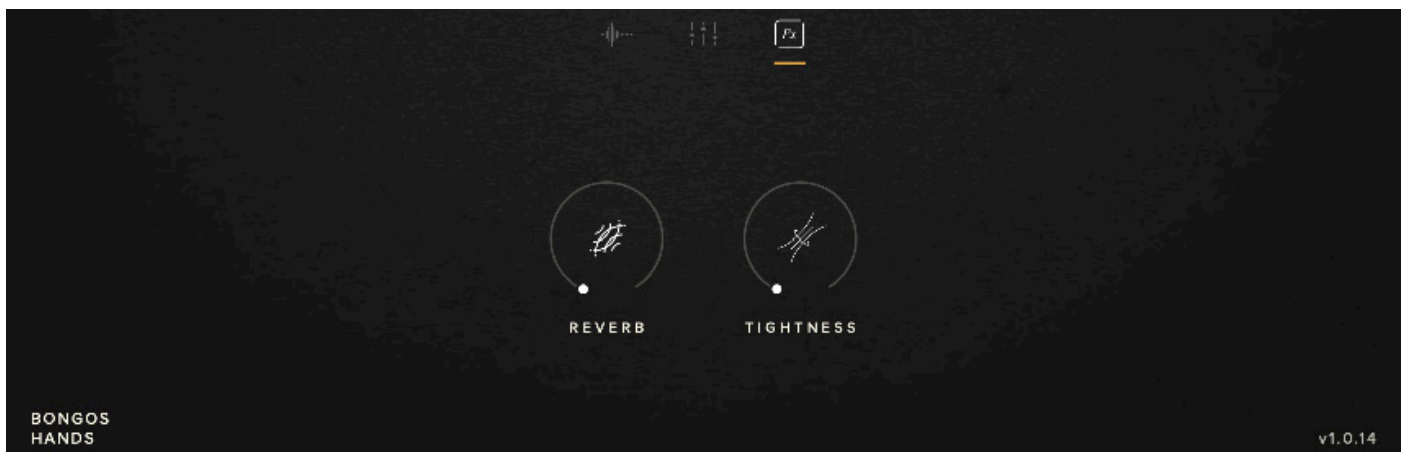 Fx
REVERB
TIGHTNESS
BONGOS
HANDS
v1.0.14